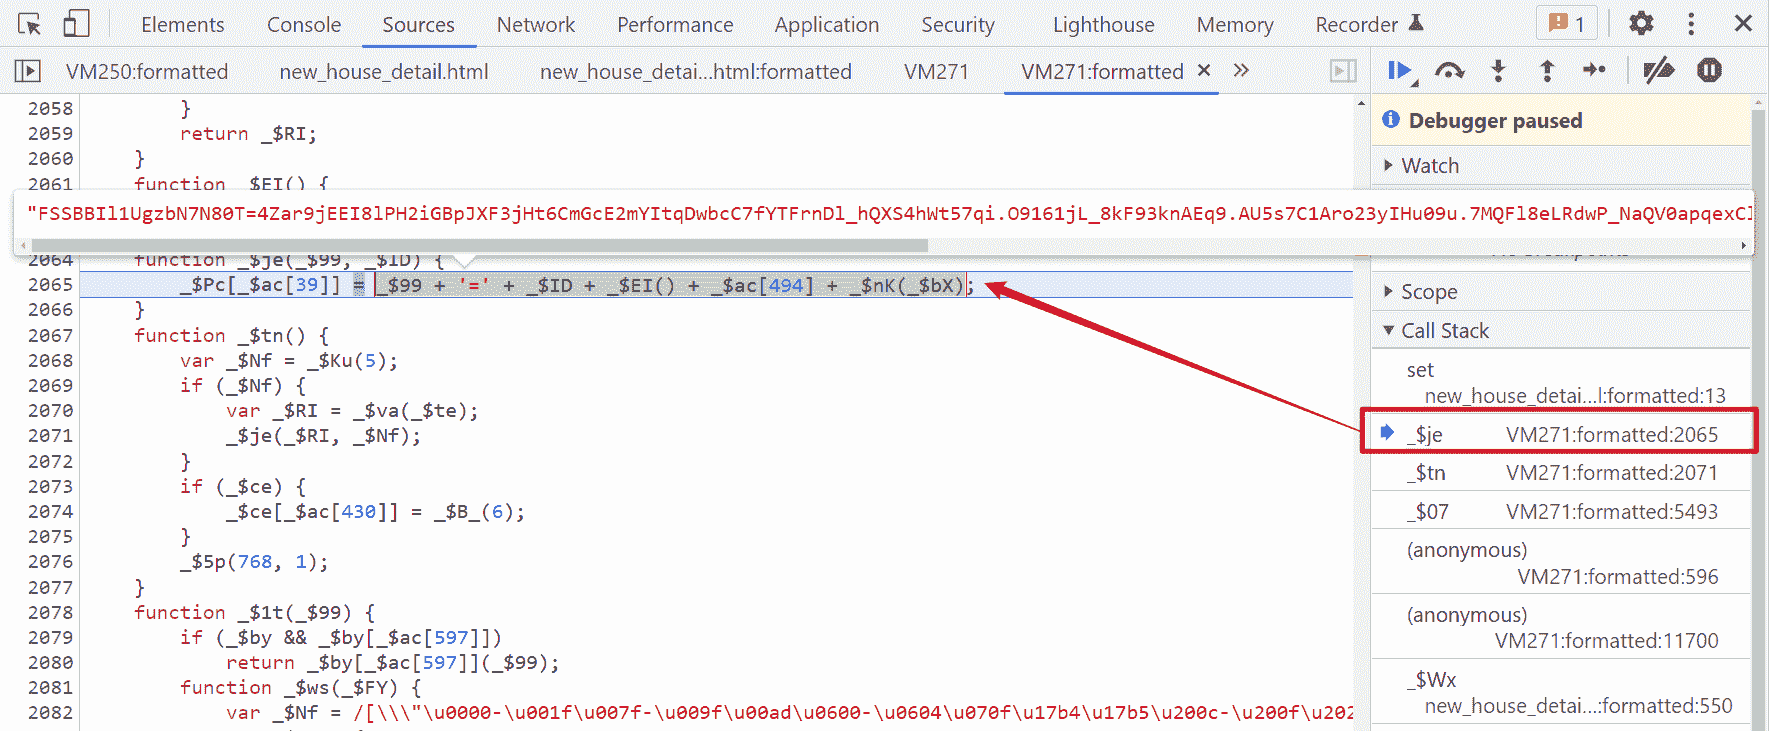 Elements Console Sources Network Performance Application Security Lighthouse Memory Recorder 1
VM250:formatted new_house_detail.html new_house_detai...html:formatted VM271 VM271:formatted × »
2058 }
2059 return _$RI;
2060 }
2061 function _$EI() {
"FSSBBIl1UgzbN7N80T=4Zar9jEEI8lPH2iGBpJXF3jHt6CmGcE2mYItqDwbcC7fYTFrnDl_hQXS4hWt57qi.O9161jL_8kF93knAEq9.AU5s7C1Aro23yIHu09u.7MQFl8eLRdwP_NaQV0apqexC
2064 function _$je(_$99, _$ID) {
2065 _$Pc[_$ac[39]] = _$99 + '=' + _$ID + _$EI() + _$ac[494] + _$nK(_$bX);
2066 }
2067 function _$tn() {
2068 var _$Nf = _$Ku(5);
2069 if (_$Nf) {
2070 var _$RI = _$va(_$te);
2071 _$je(_$RI, _$Nf);
2072 }
2073 if (_$ce) {
2074 _$ce[_$ac[430]] = _$B_(6);
2075 }
2076 _$5p(768, 1);
2077 }
2078 function _$1t(_$99) {
2079 if (_$by && _$by[_$ac[597]])
2080 return _$by[_$ac[597]](_$99);
2081 function _$ws(_$FY) {
2082 var _$Nf = /[\\\"\u0000-\u001f\u007f-\u009f\u00ad\u0600-\u0604\u070f\u17b4\u17b5\u200c-\u200f\u202
Debugger paused
Watch
Scope
Call Stack
set
new_house_detai...l:formatted:13
_$je VM271:formatted:2065
_$tn VM271:formatted:2071
_$07 VM271:formatted:5493
(anonymous)
VM271:formatted:596
(anonymous)
VM271:formatted:11700
_$Wx
new_house_detai...:formatted:550